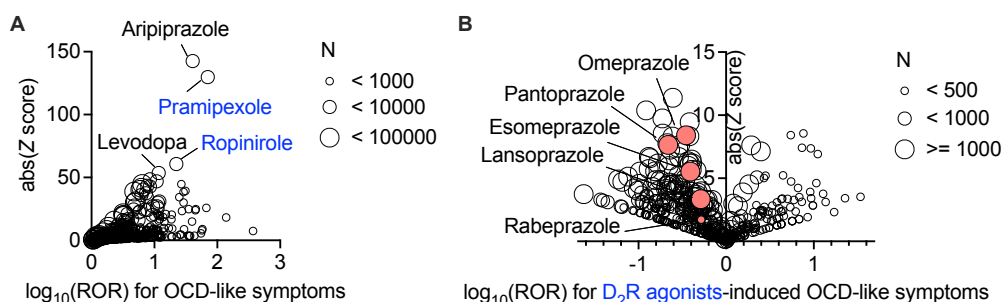 A
Aripiprazole
150
100
50
0
abs(Z score)
Pramipexole
Levodopa
Ropinirole
0
1
2
3
log10(ROR) for OCD-like symptoms
N
< 1000
< 10000
< 100000
B
15
10
5
abs(Z score)
Omeprazole
Pantoprazole
Esomeprazole
Lansoprazole
Rabeprazole
-1
0
1
log10(ROR) for D2R agonists-induced OCD-like symptoms
N
< 500
< 1000
>= 1000